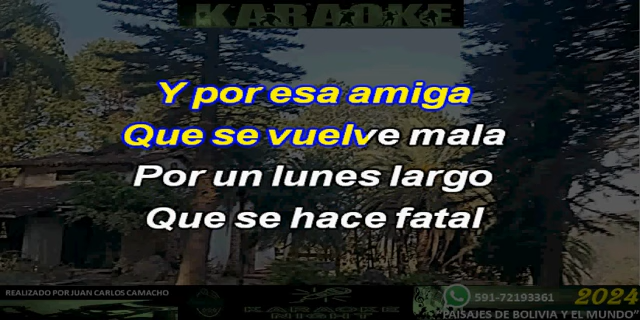 KARAOKE
Y por esa amiga
Que se vuelve mala
Por un lunes largo
Que se hace fatal
REALIZADO POR JUAN CARLOS CAMACHO
KARAOKE
591-72193361
2024
PAISAJES DE BOLIVIA Y EL MUNDO"